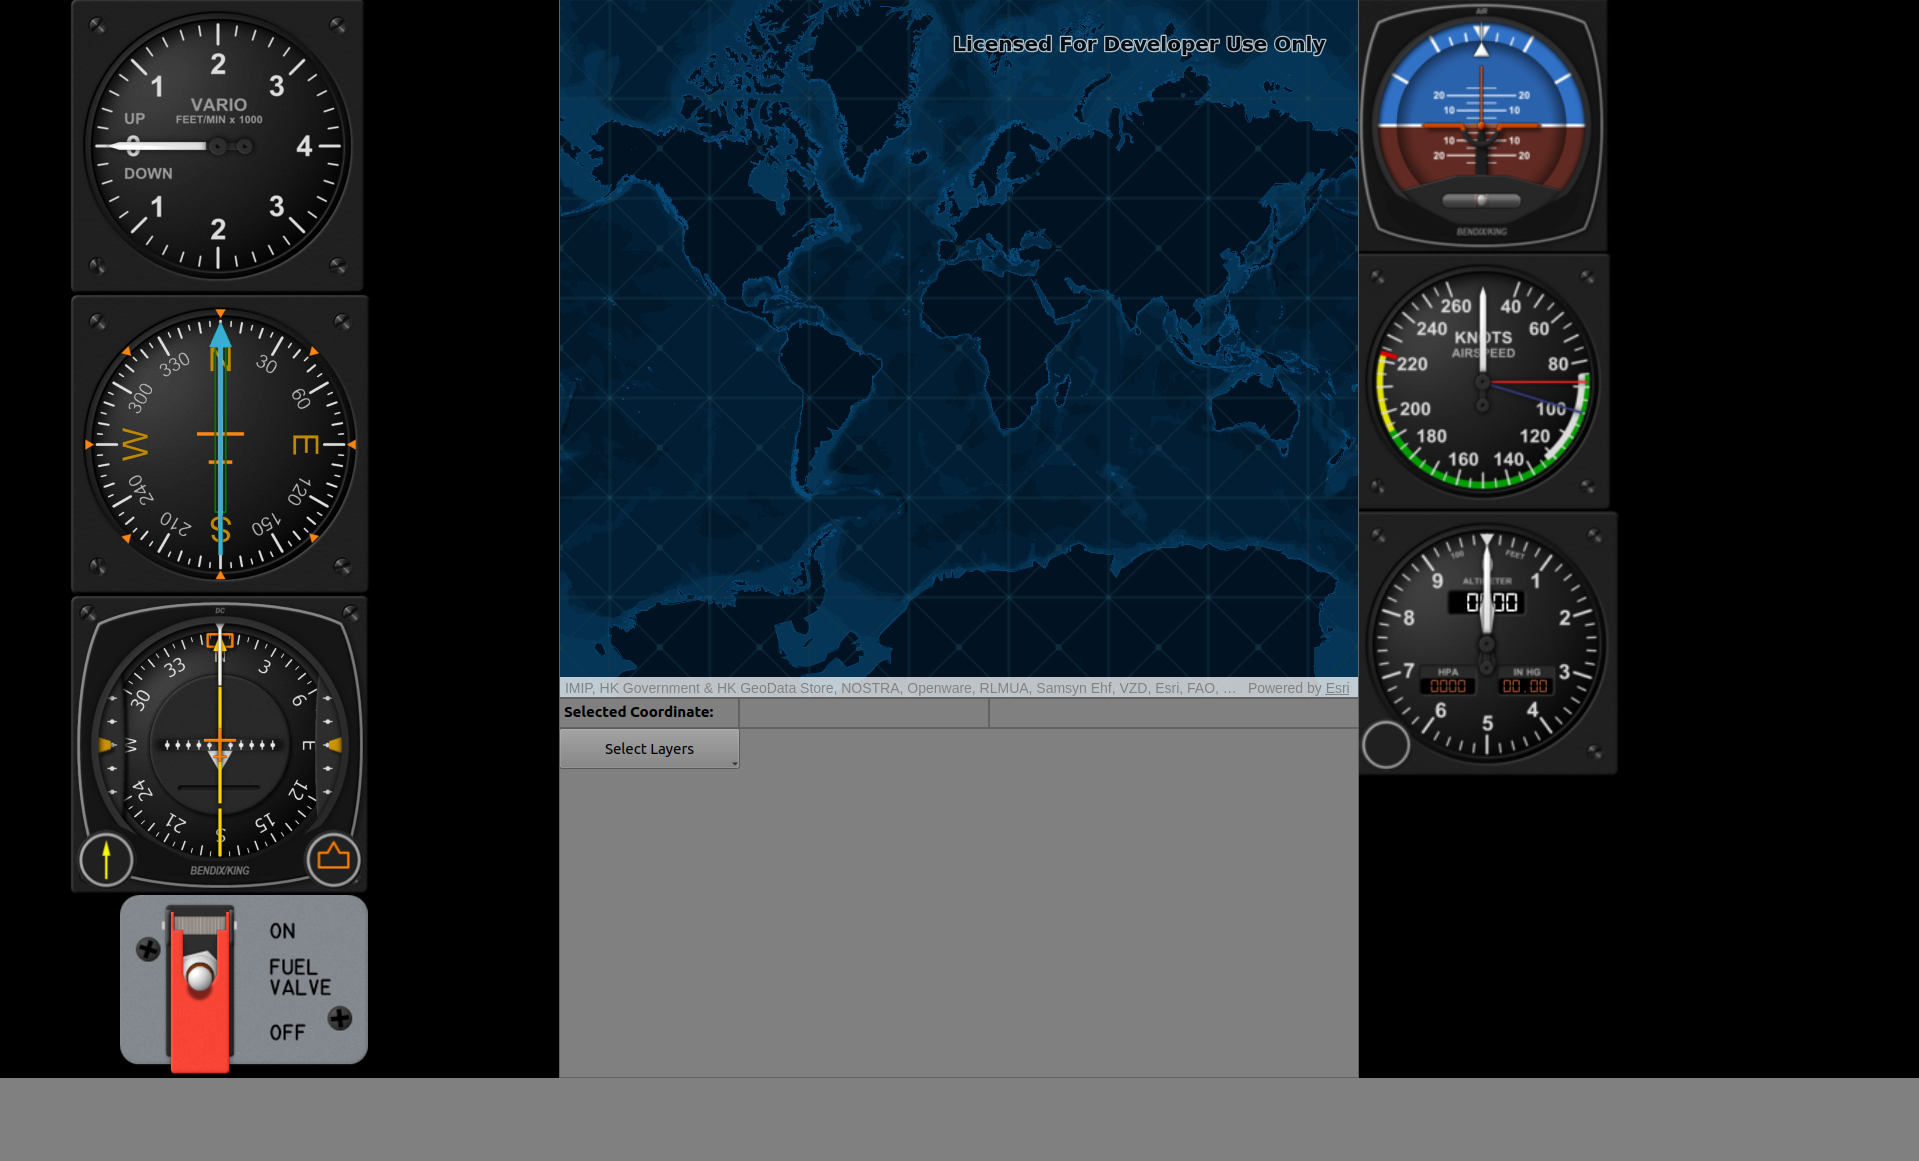 2
1
3
VARIO
FEET/MIN x 1000
UP
0
4
DOWN
1
3
2
N
330
30
300
60
W
E
240
120
210
150
S
DC
N
33
3
30
6
W
E
24
12
21
15
S
BENDIX/KING
ON
FUEL
VALVE
OFF
Licensed For Developer Use Only
IMIP, HK Government & HK GeoData Store, NOSTRA, Openware, RLMUA, Samsyn Ehf, VZD, Esri, FAO, ... Powered by Esri
Selected Coordinate:
Select Layers
AIR
20 20
10 10
10 10
20 20
BENDIX/KING
260 40
240 60
KNOTS
AIRSPEED
220 80
200 100
180 120
160 140
100 FEET
9 1
ALTIMETER
0000
8 2
7 3
HPA IN HG
0000 00.00
6 4
5